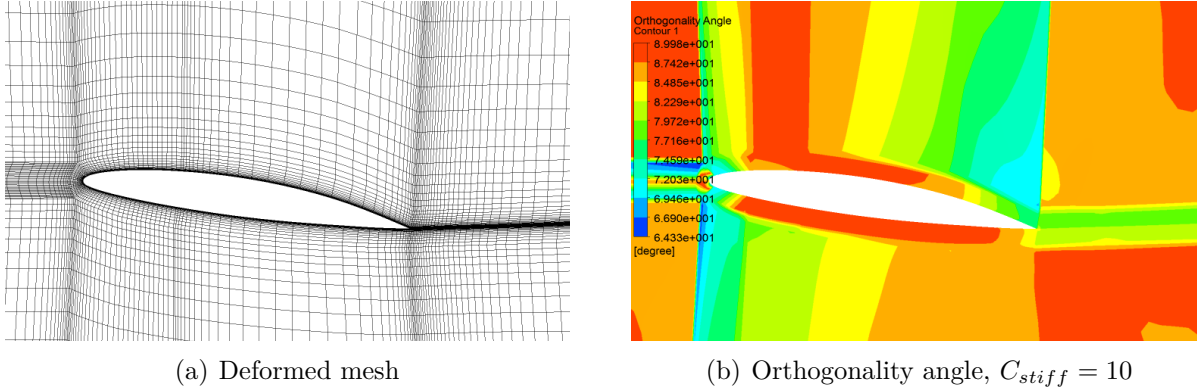 Orthogonality Angle
Contour 1
8.998e+001
8.742e+001
8.485e+001
8.229e+001
7.972e+001
7.716e+001
7.459e+001
7.203e+001
6.946e+001
6.690e+001
6.433e+001
[degree]
(a) Deformed mesh
(b) Orthogonality angle, C_{stiff} = 10